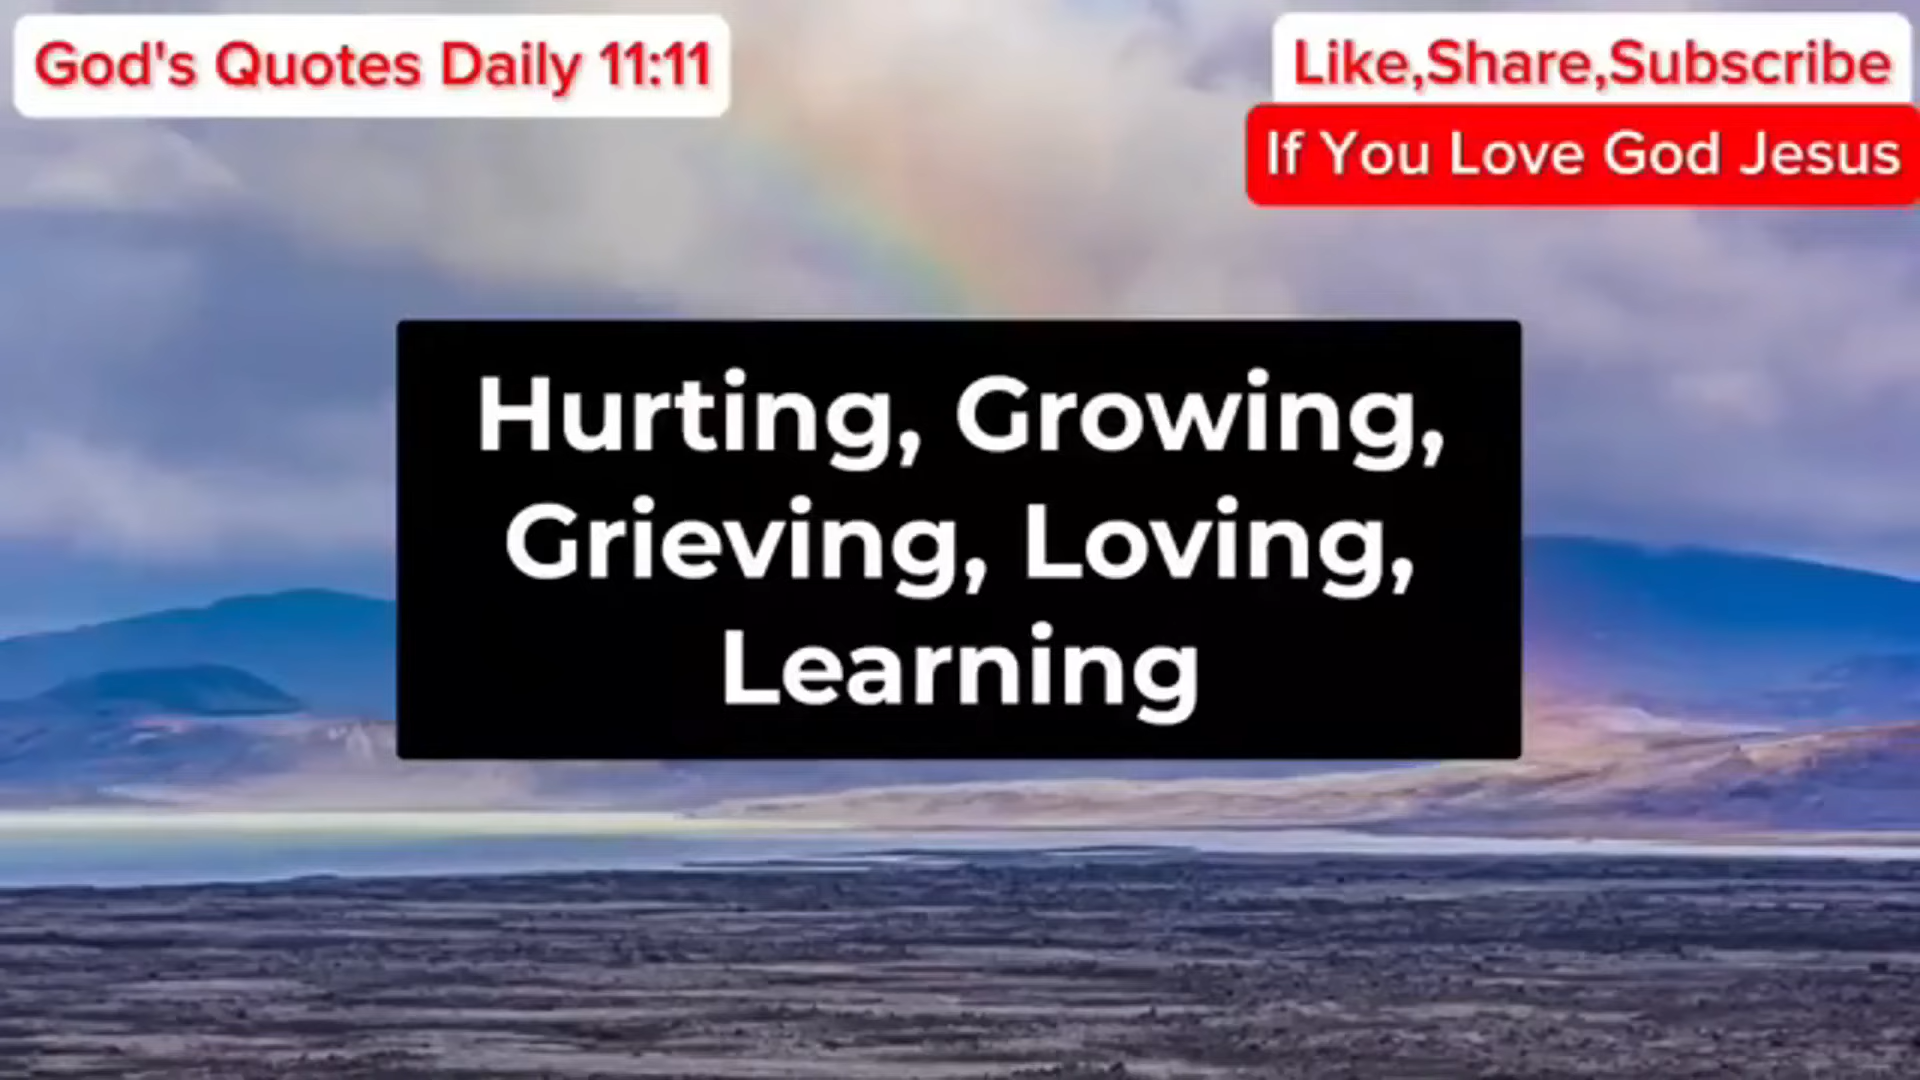 God's Quotes Daily 11:11
Like,Share,Subscribe
If You Love God Jesus
Hurting, Growing,
Grieving, Loving,
Learning